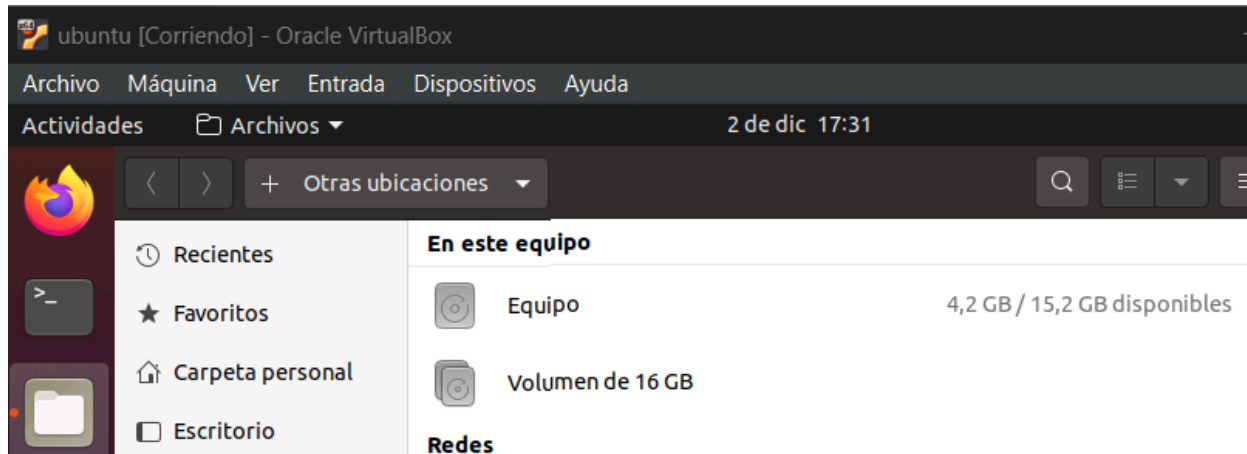 ubuntu [Corriendo] - Oracle VirtualBox
Archivo Máquina Ver Entrada Dispositivos Ayuda
Actividades Archivos 2 de dic 17:31
+ Otras ubicaciones
Recientes
Favoritos
Carpeta personal
Escritorio
En este equipo
Equipo 4,2 GB / 15,2 GB disponibles
Volumen de 16 GB
Redes